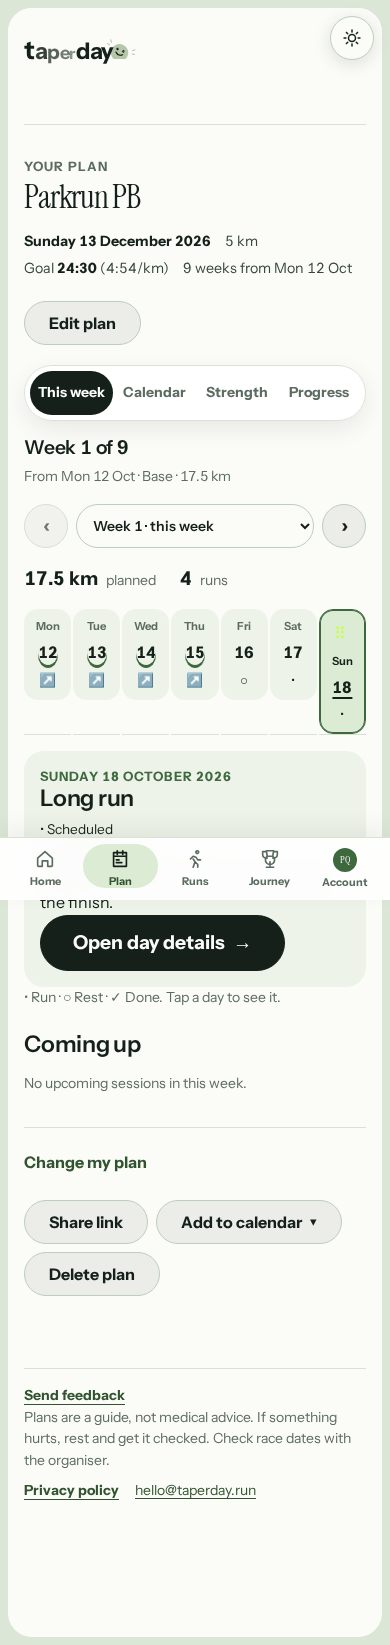 taperday
YOUR PLAN
Parkrun PB
Sunday 13 December 2026 5 km
Goal 24:30 (4:54/km) 9 weeks from Mon 12 Oct
Edit plan
This week Calendar Strength Progress
Week 1 of 9
From Mon 12 Oct · Base · 17.5 km
‹ Week 1 · this week ›
17.5 km planned 4 runs
Mon Tue Wed Thu Fri Sat Sun
12 13 14 15 16 17 18
↗ ↗ ↗ ↗ ○ • •
SUNDAY 18 OCTOBER 2026
Long run
• Scheduled
Home Plan Runs Journey Account
PQ
the finish.
Open day details →
• Run · ○ Rest · ✓ Done. Tap a day to see it.
Coming up
No upcoming sessions in this week.
Change my plan
Share link Add to calendar ▾
Delete plan
Send feedback
Plans are a guide, not medical advice. If something
hurts, rest and get it checked. Check race dates with
the organiser.
Privacy policy hello@taperday.run